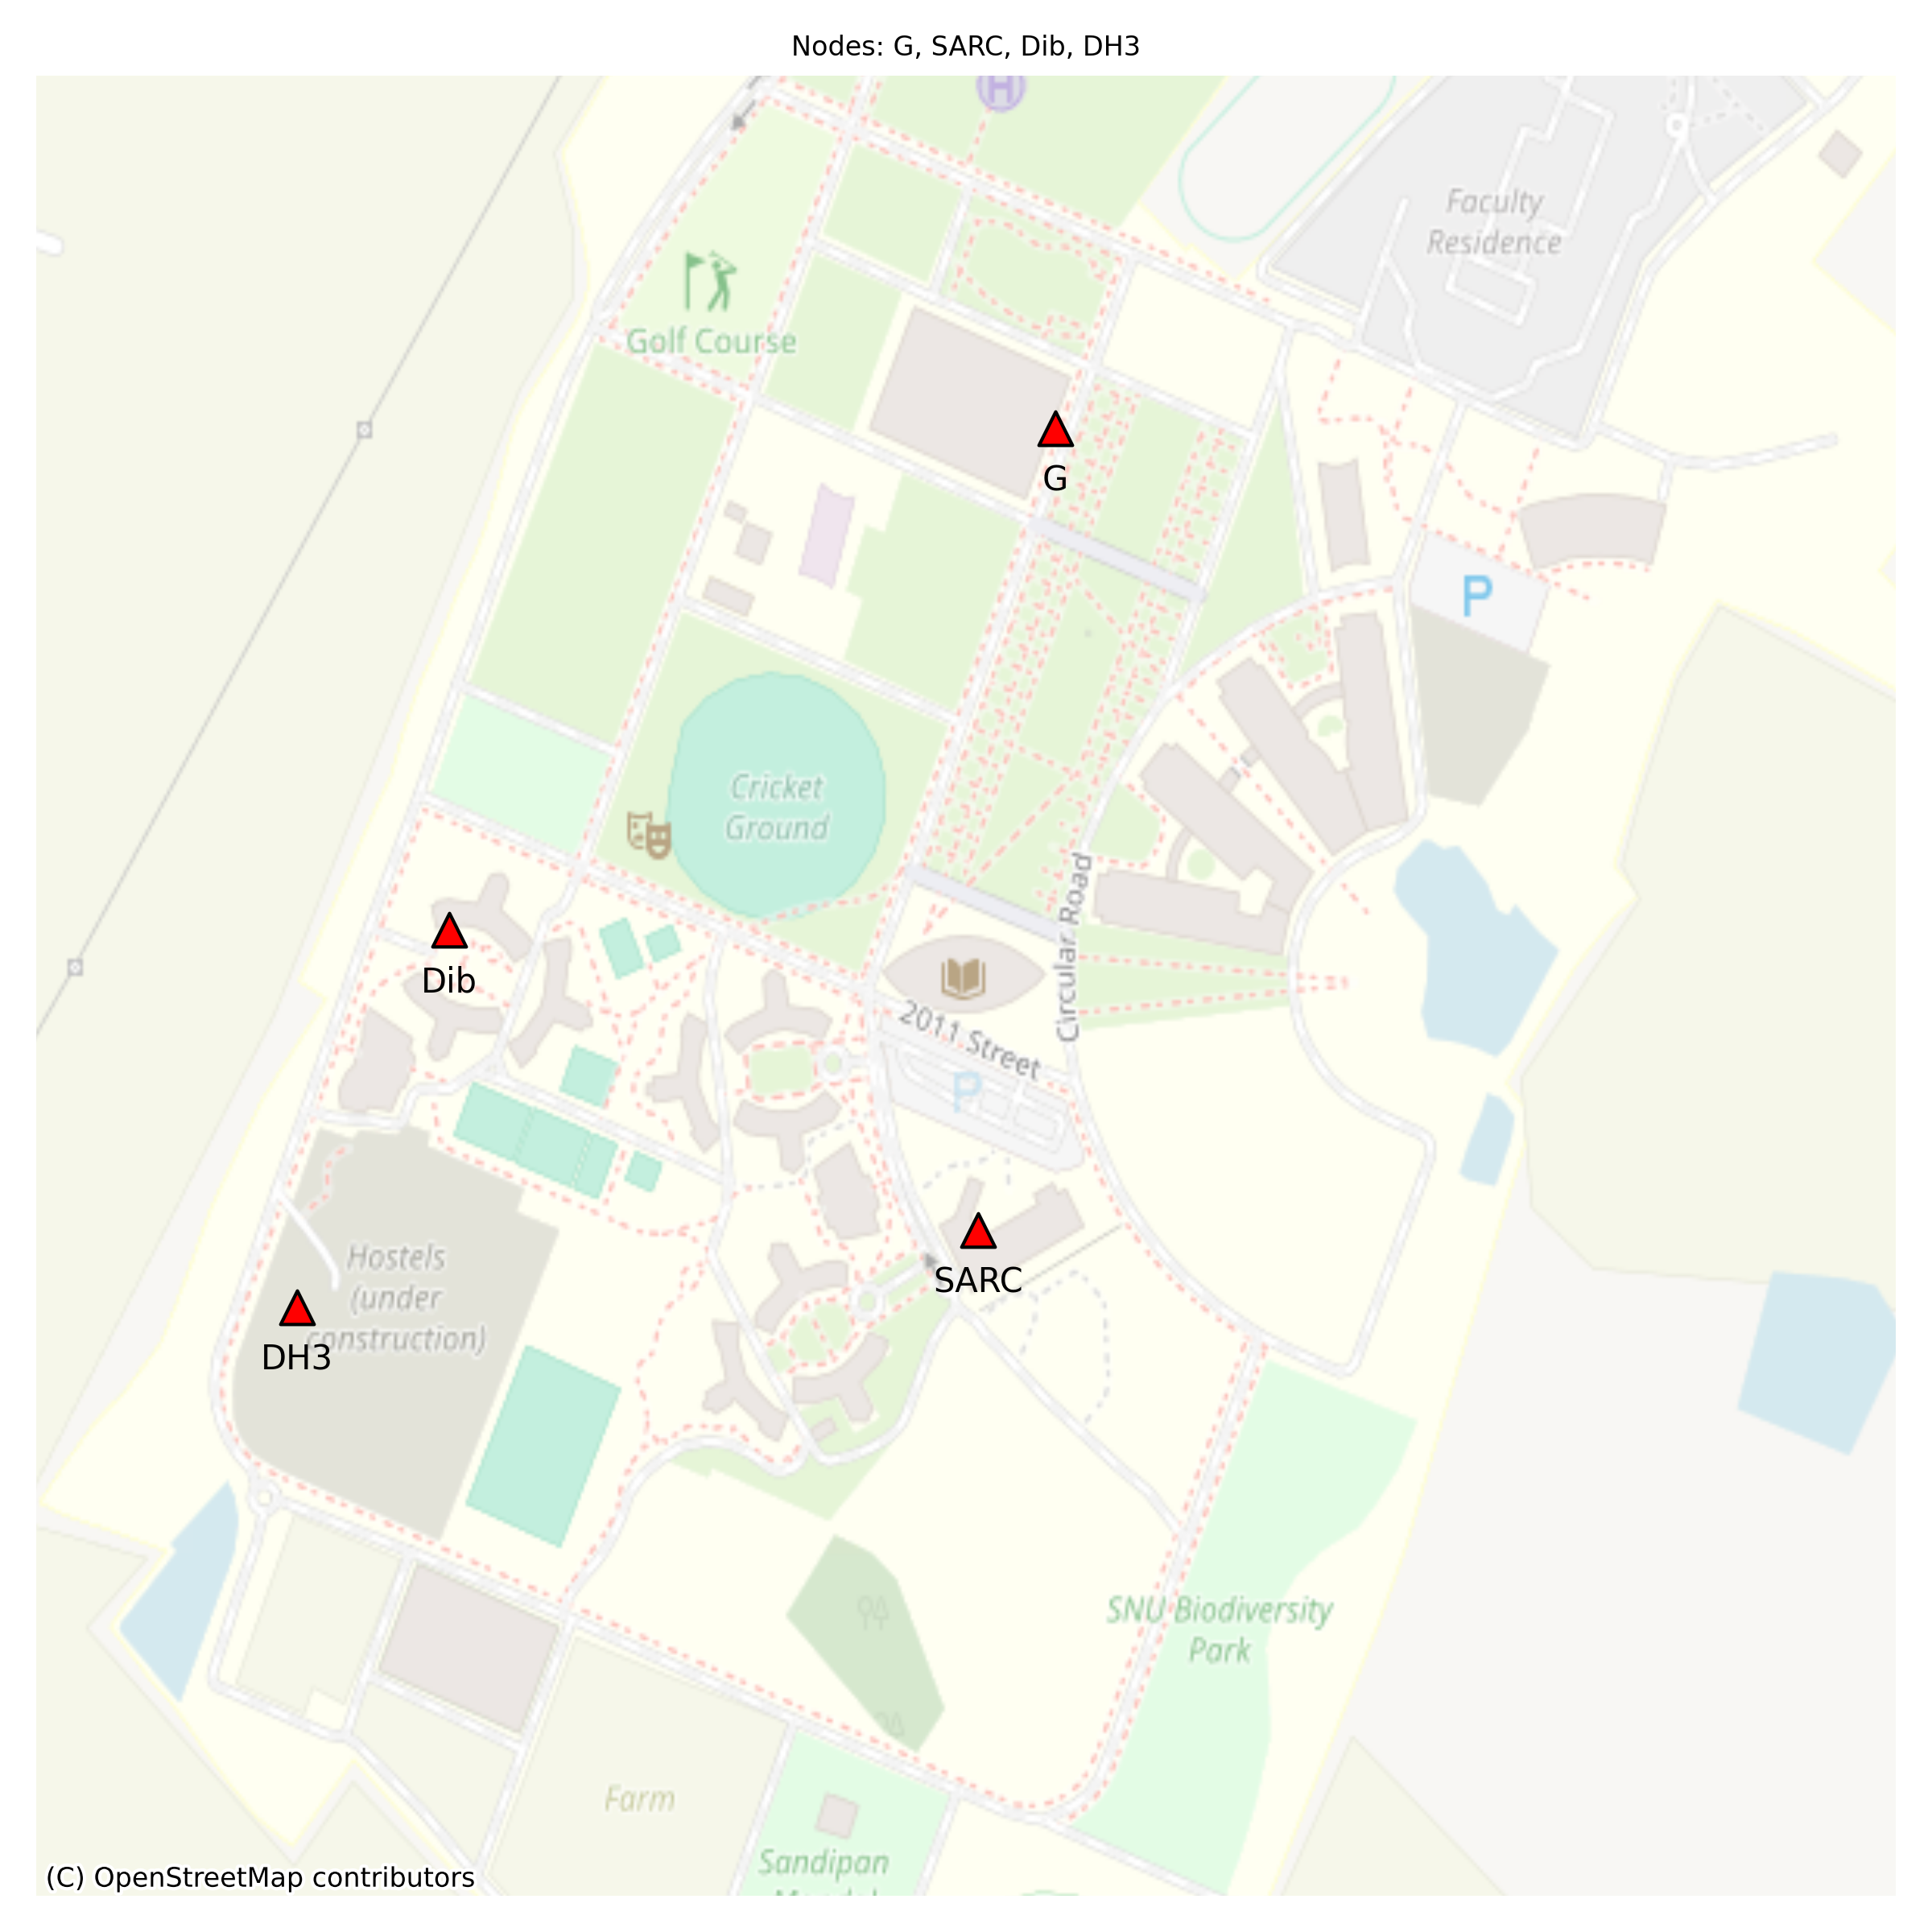 Nodes: G, SARC, Dib, DH3
H
Faculty
Residence
Golf Course
G
P
Cricket
Ground
Circular Road
Dib
2011 Street
P
SARC
Hostels
(under
construction)
DH3
SNU Biodiversity
Park
Farm
Sandipan
(C) OpenStreetMap contributors